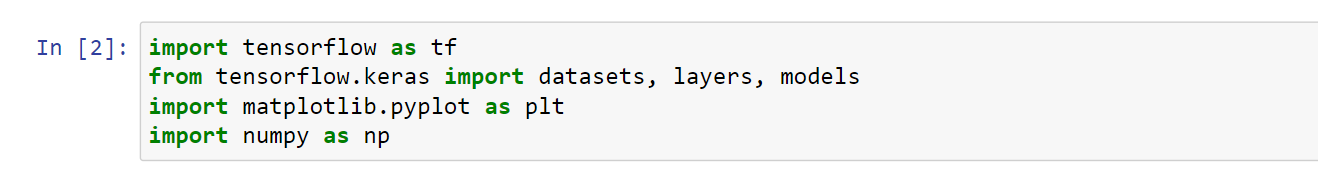 In [2]: import tensorflow as tf
from tensorflow.keras import datasets, layers, models
import matplotlib.pyplot as plt
import numpy as np